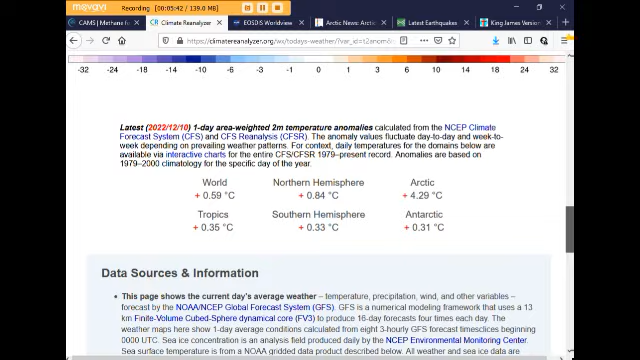 movavi Recording 00:05:42 / 139.0 MB
CAMS | Methane F Climate Reanalyzer EOSDIS Worldview Arctic News: Arctic Latest Earthquakes King James Version
https://climatereanalyzer.org/wx/todays-weather/?var_id=t2anom&
-32 -24 -18 -14 -10 -6 -3 -1 0 1 3 6 10 14 18 24 32
Latest (2022/12/10) 1-day area-weighted 2m temperature anomalies calculated from the NCEP Climate
Forecast System (CFS) and CFS Reanalysis (CFSR). The anomaly values fluctuate day-to-day and week-to-
week depending on prevailing weather patterns. For context, daily temperatures for the domains below are
available via interactive charts for the entire CFS/CFSR 1979–present record. Anomalies are based on
1979–2000 climatology for the specific day of the year.
World Northern Hemisphere Arctic
+ 0.59 °C + 0.84 °C + 4.29 °C
Tropics Southern Hemisphere Antarctic
+ 0.35 °C + 0.33 °C + 0.31 °C
Data Sources & Information
• This page shows the current day's average weather – temperature, precipitation, wind, and other variables –
forecast by the NOAA/NCEP Global Forecast System (GFS). GFS is a numerical modeling framework that uses a 13
km Finite-Volume Cubed-Sphere dynamical core (FV3) to produce 16-day forecasts four times each day. The
weather maps here show 1-day average conditions calculated from eight 3-hourly GFS forecast timeslices beginning
0000 UTC. Sea ice concentration is an analysis field produced daily by the NCEP Environmental Monitoring Center.
Sea surface temperature is from a NOAA gridded data product described below. All weather and sea ice data are